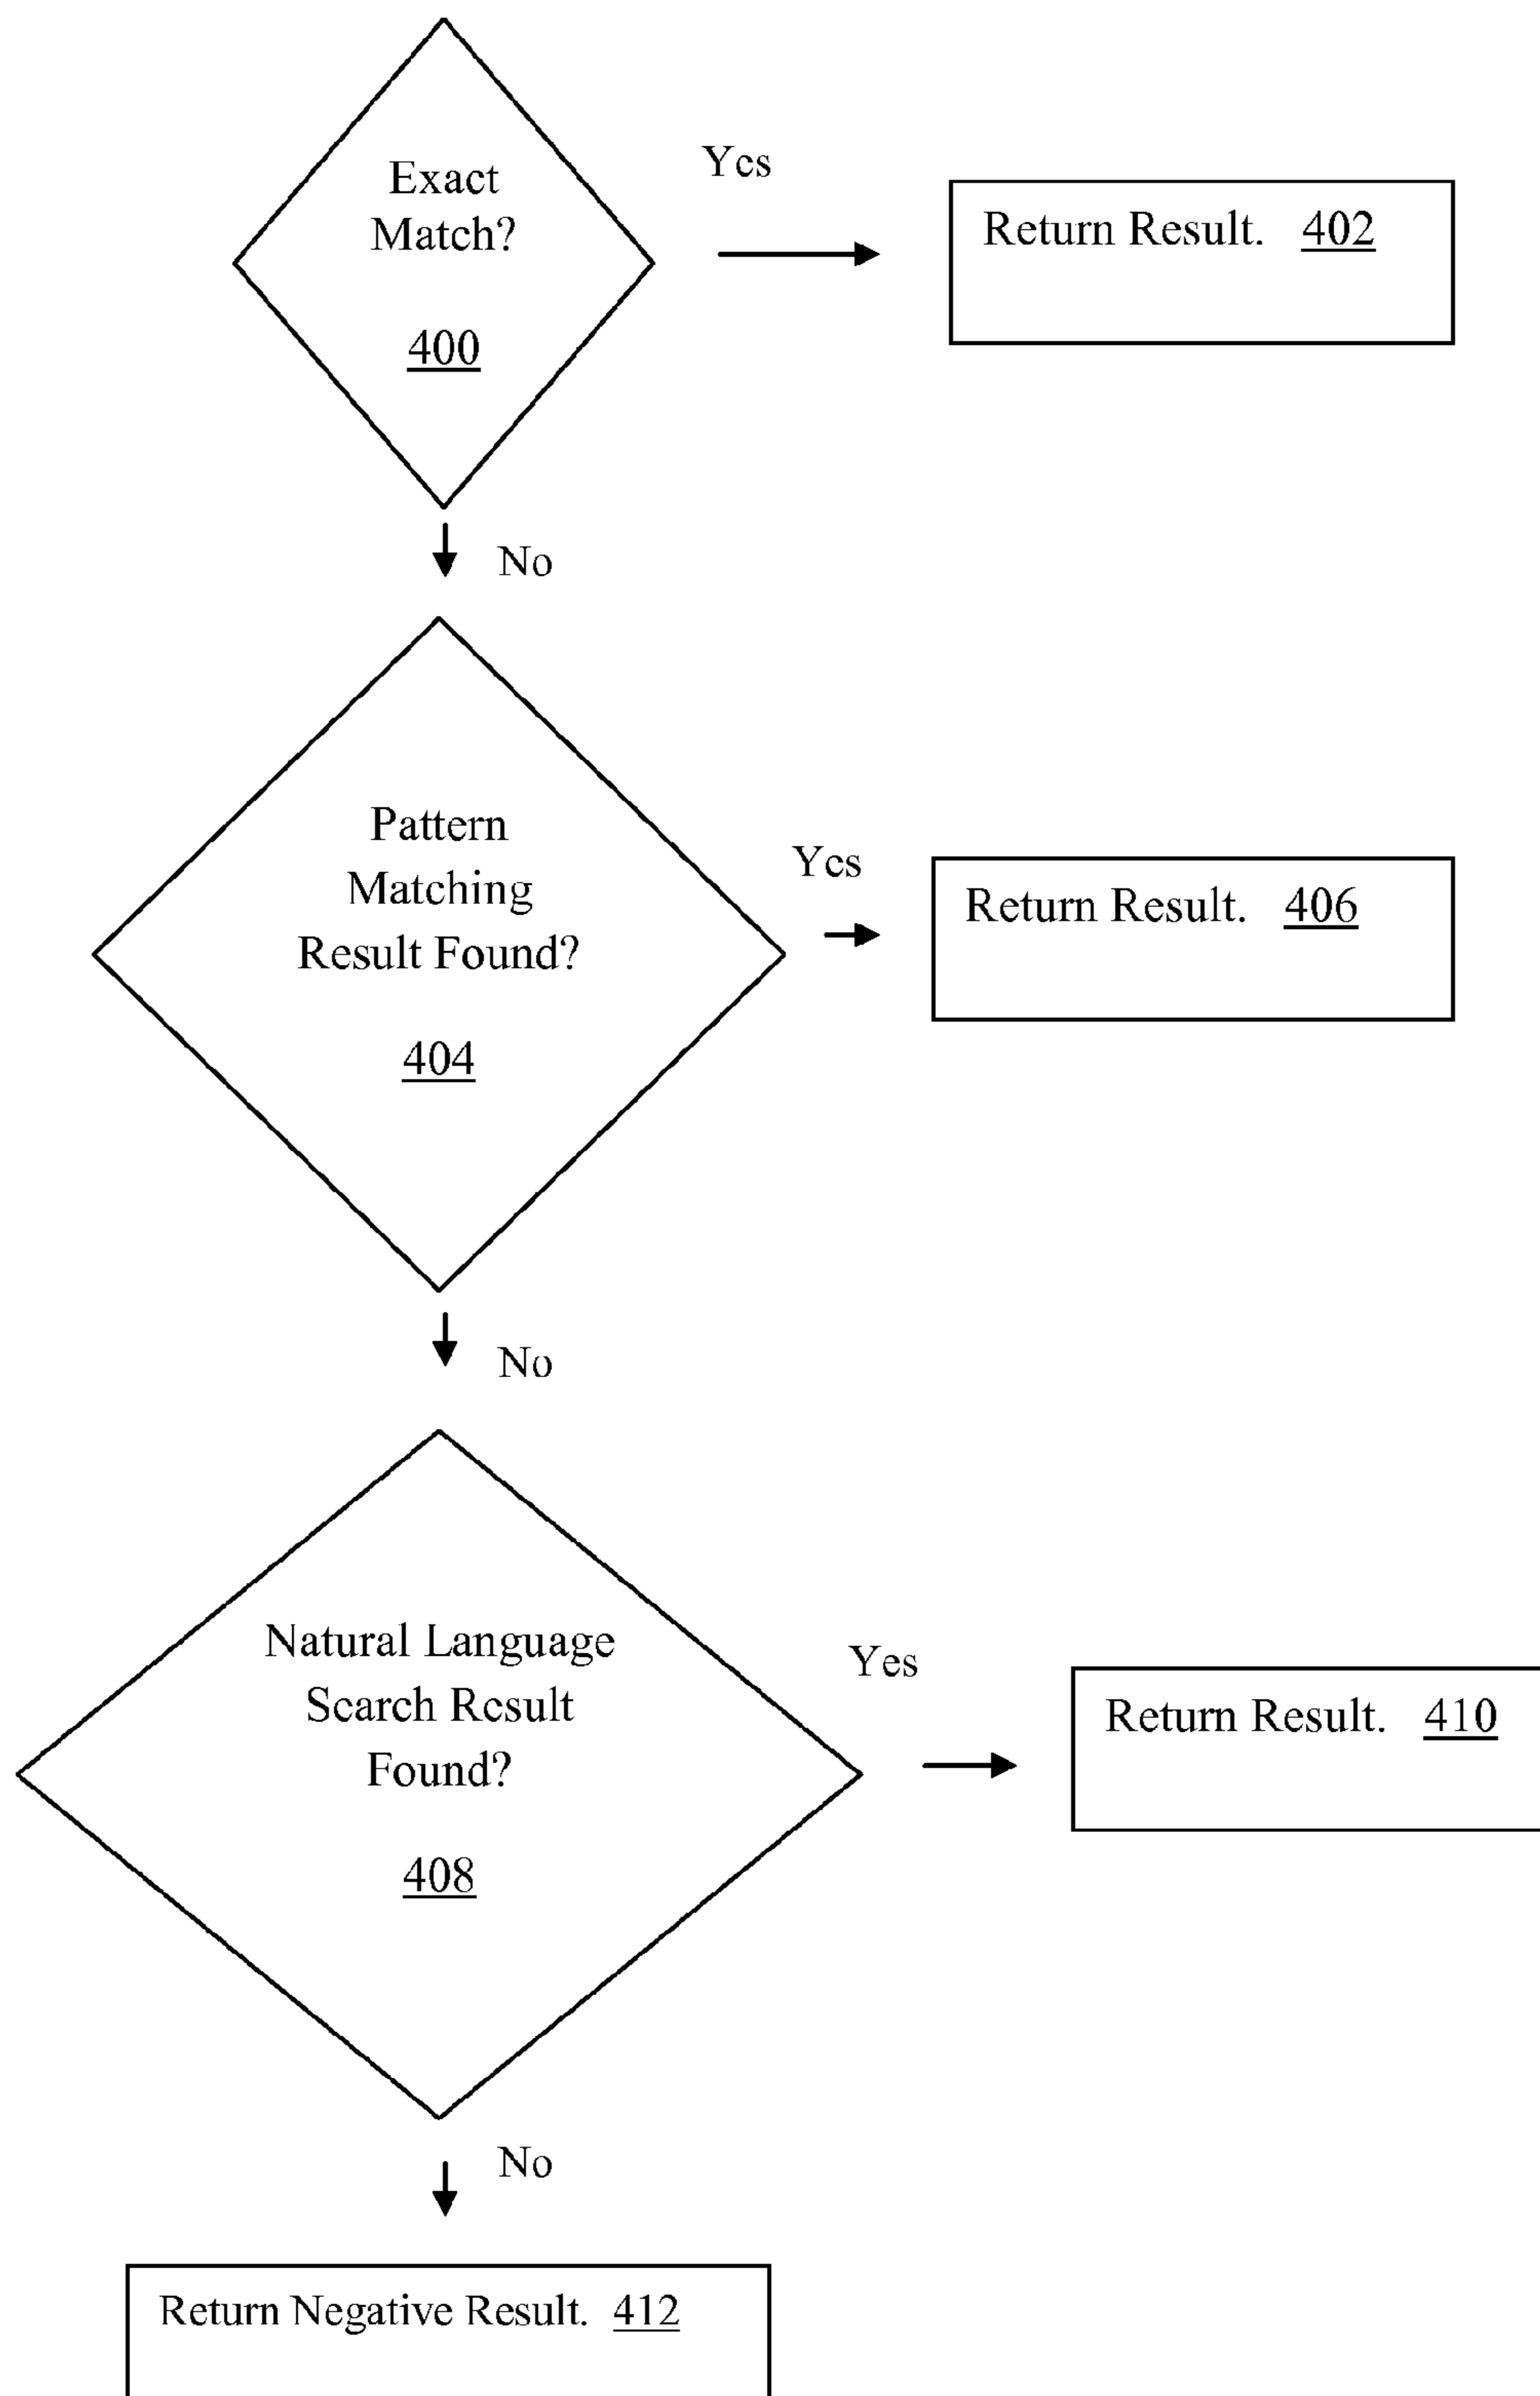 Exact
Match?
400
Yes
Return Result. 402
No
Pattern
Matching
Result Found?
404
Yes
Return Result. 406
No
Natural Language
Search Result
Found?
408
Yes
Return Result. 410
No
Return Negative Result. 412